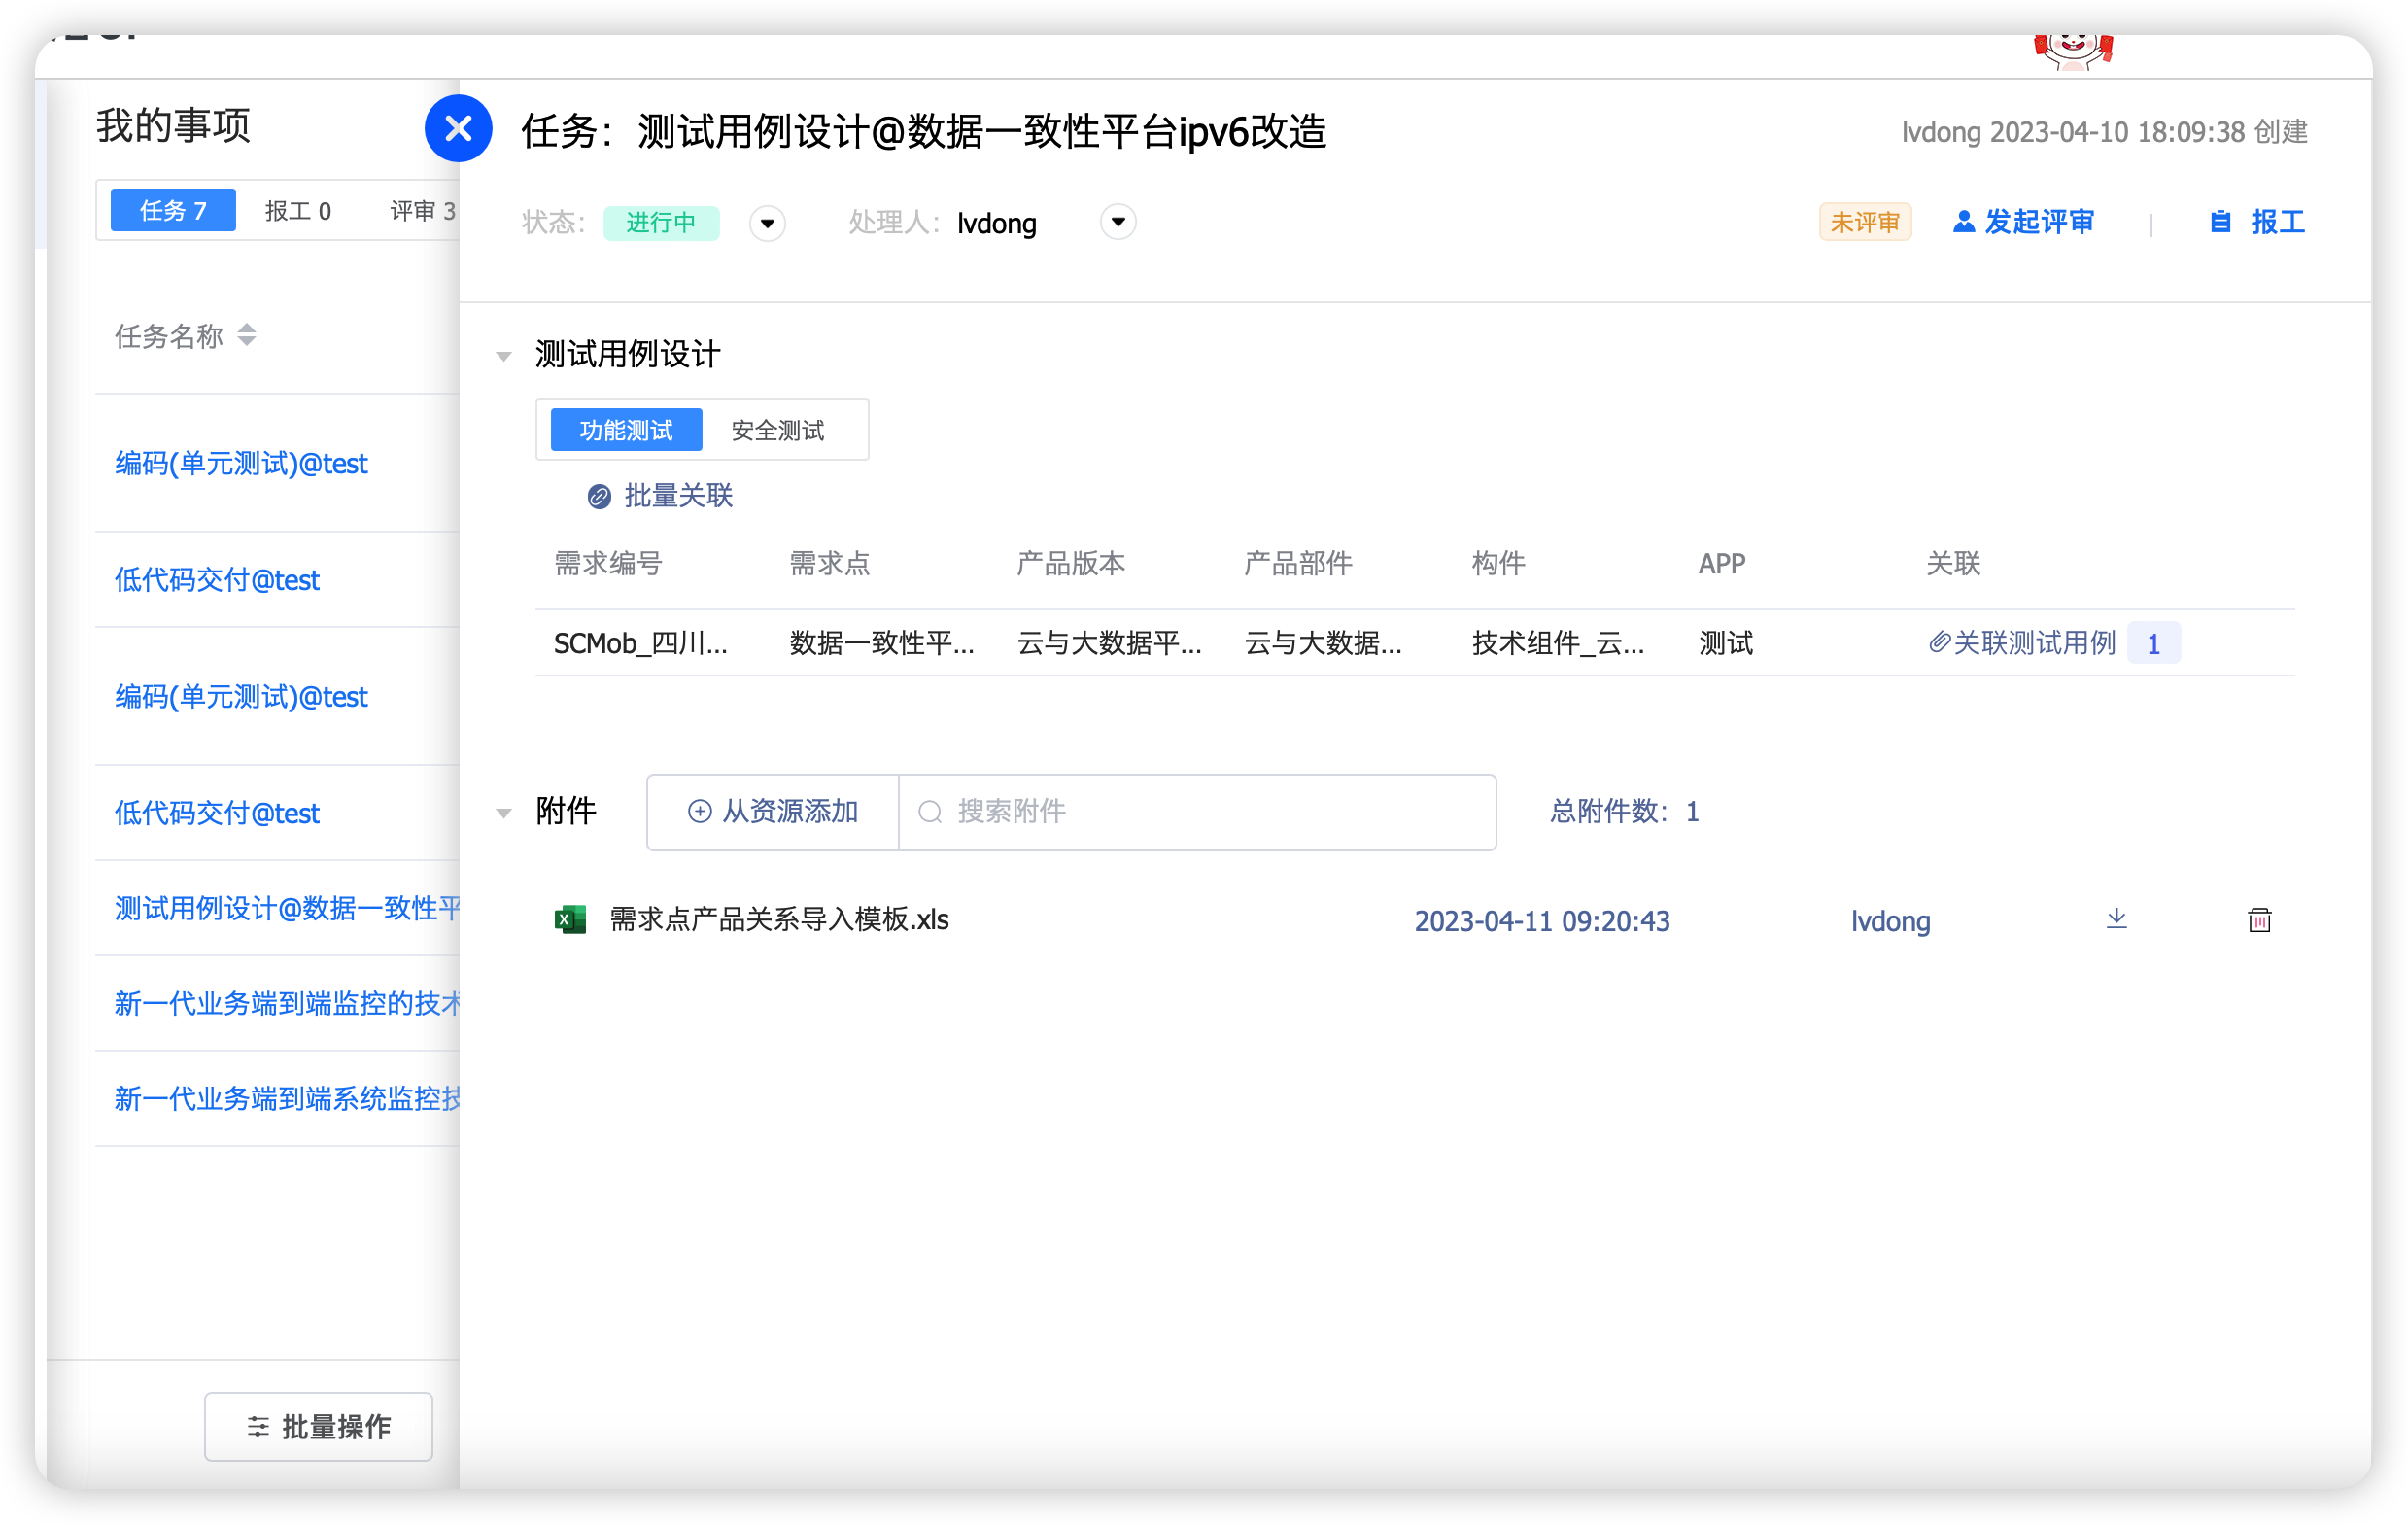 我的事项
任务 7 报工 0 评审 3
任务名称
编码(单元测试)@test
低代码交付@test
编码(单元测试)@test
低代码交付@test
测试用例设计@数据一致性平
新一代业务端到端监控的技术
新一代业务端到端系统监控技
批量操作
任务：测试用例设计@数据一致性平台ipv6改造
lvdong 2023-04-10 18:09:38 创建
状态： 进行中 处理人： lvdong 未评审 发起评审 | 报工
测试用例设计
功能测试 安全测试
批量关联
需求编号 需求点 产品版本 产品部件 构件 APP 关联
SCMob_四川... 数据一致性平... 云与大数据平... 云与大数据... 技术组件_云... 测试 关联测试用例 1
附件 从资源添加 搜索附件 总附件数： 1
需求点产品关系导入模板.xls 2023-04-11 09:20:43 lvdong